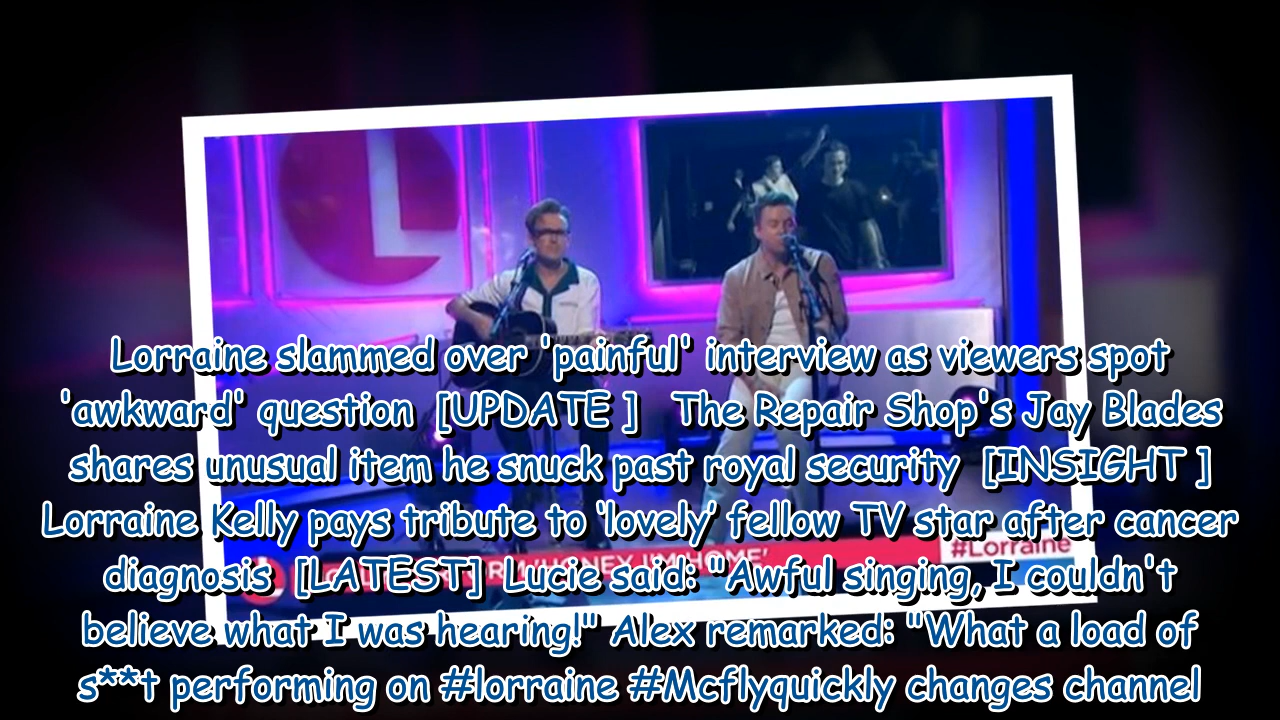 L
Lorraine slammed over 'painful' interview as viewers spot
'awkward' question [UPDATE ] The Repair Shop's Jay Blades
shares unusual item he snuck past royal security [INSIGHT ]
Lorraine Kelly pays tribute to ‘lovely’ fellow TV star after cancer
#Lorraine
'HONEY I'M HOME'
diagnosis [LATEST] Lucie said: "Awful singing, I couldn't
believe what I was hearing!" Alex remarked: "What a load of
s**t performing on #lorraine #Mcflyquickly changes channel